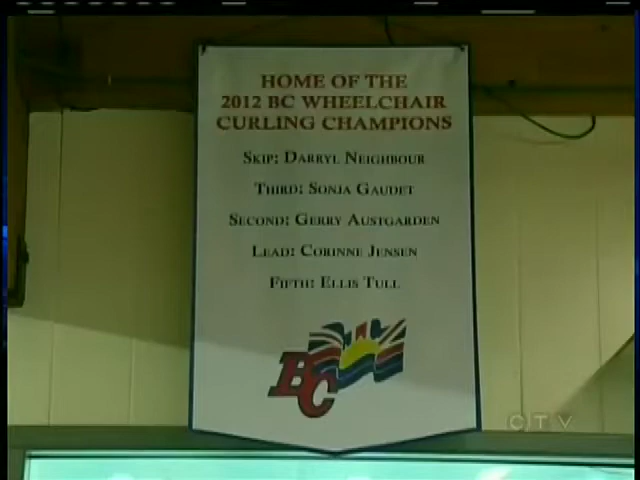 HOME OF THE
2012 BC WHEELCHAIR
CURLING CHAMPIONS
SKIP: DARRYL NEIGHBOUR
THIRD: SONJA GAUDET
SECOND: GERRY AUSTGARDEN
LEAD: CORINNE JENSEN
FIFTH: ELLIS TULL
BC
CTV